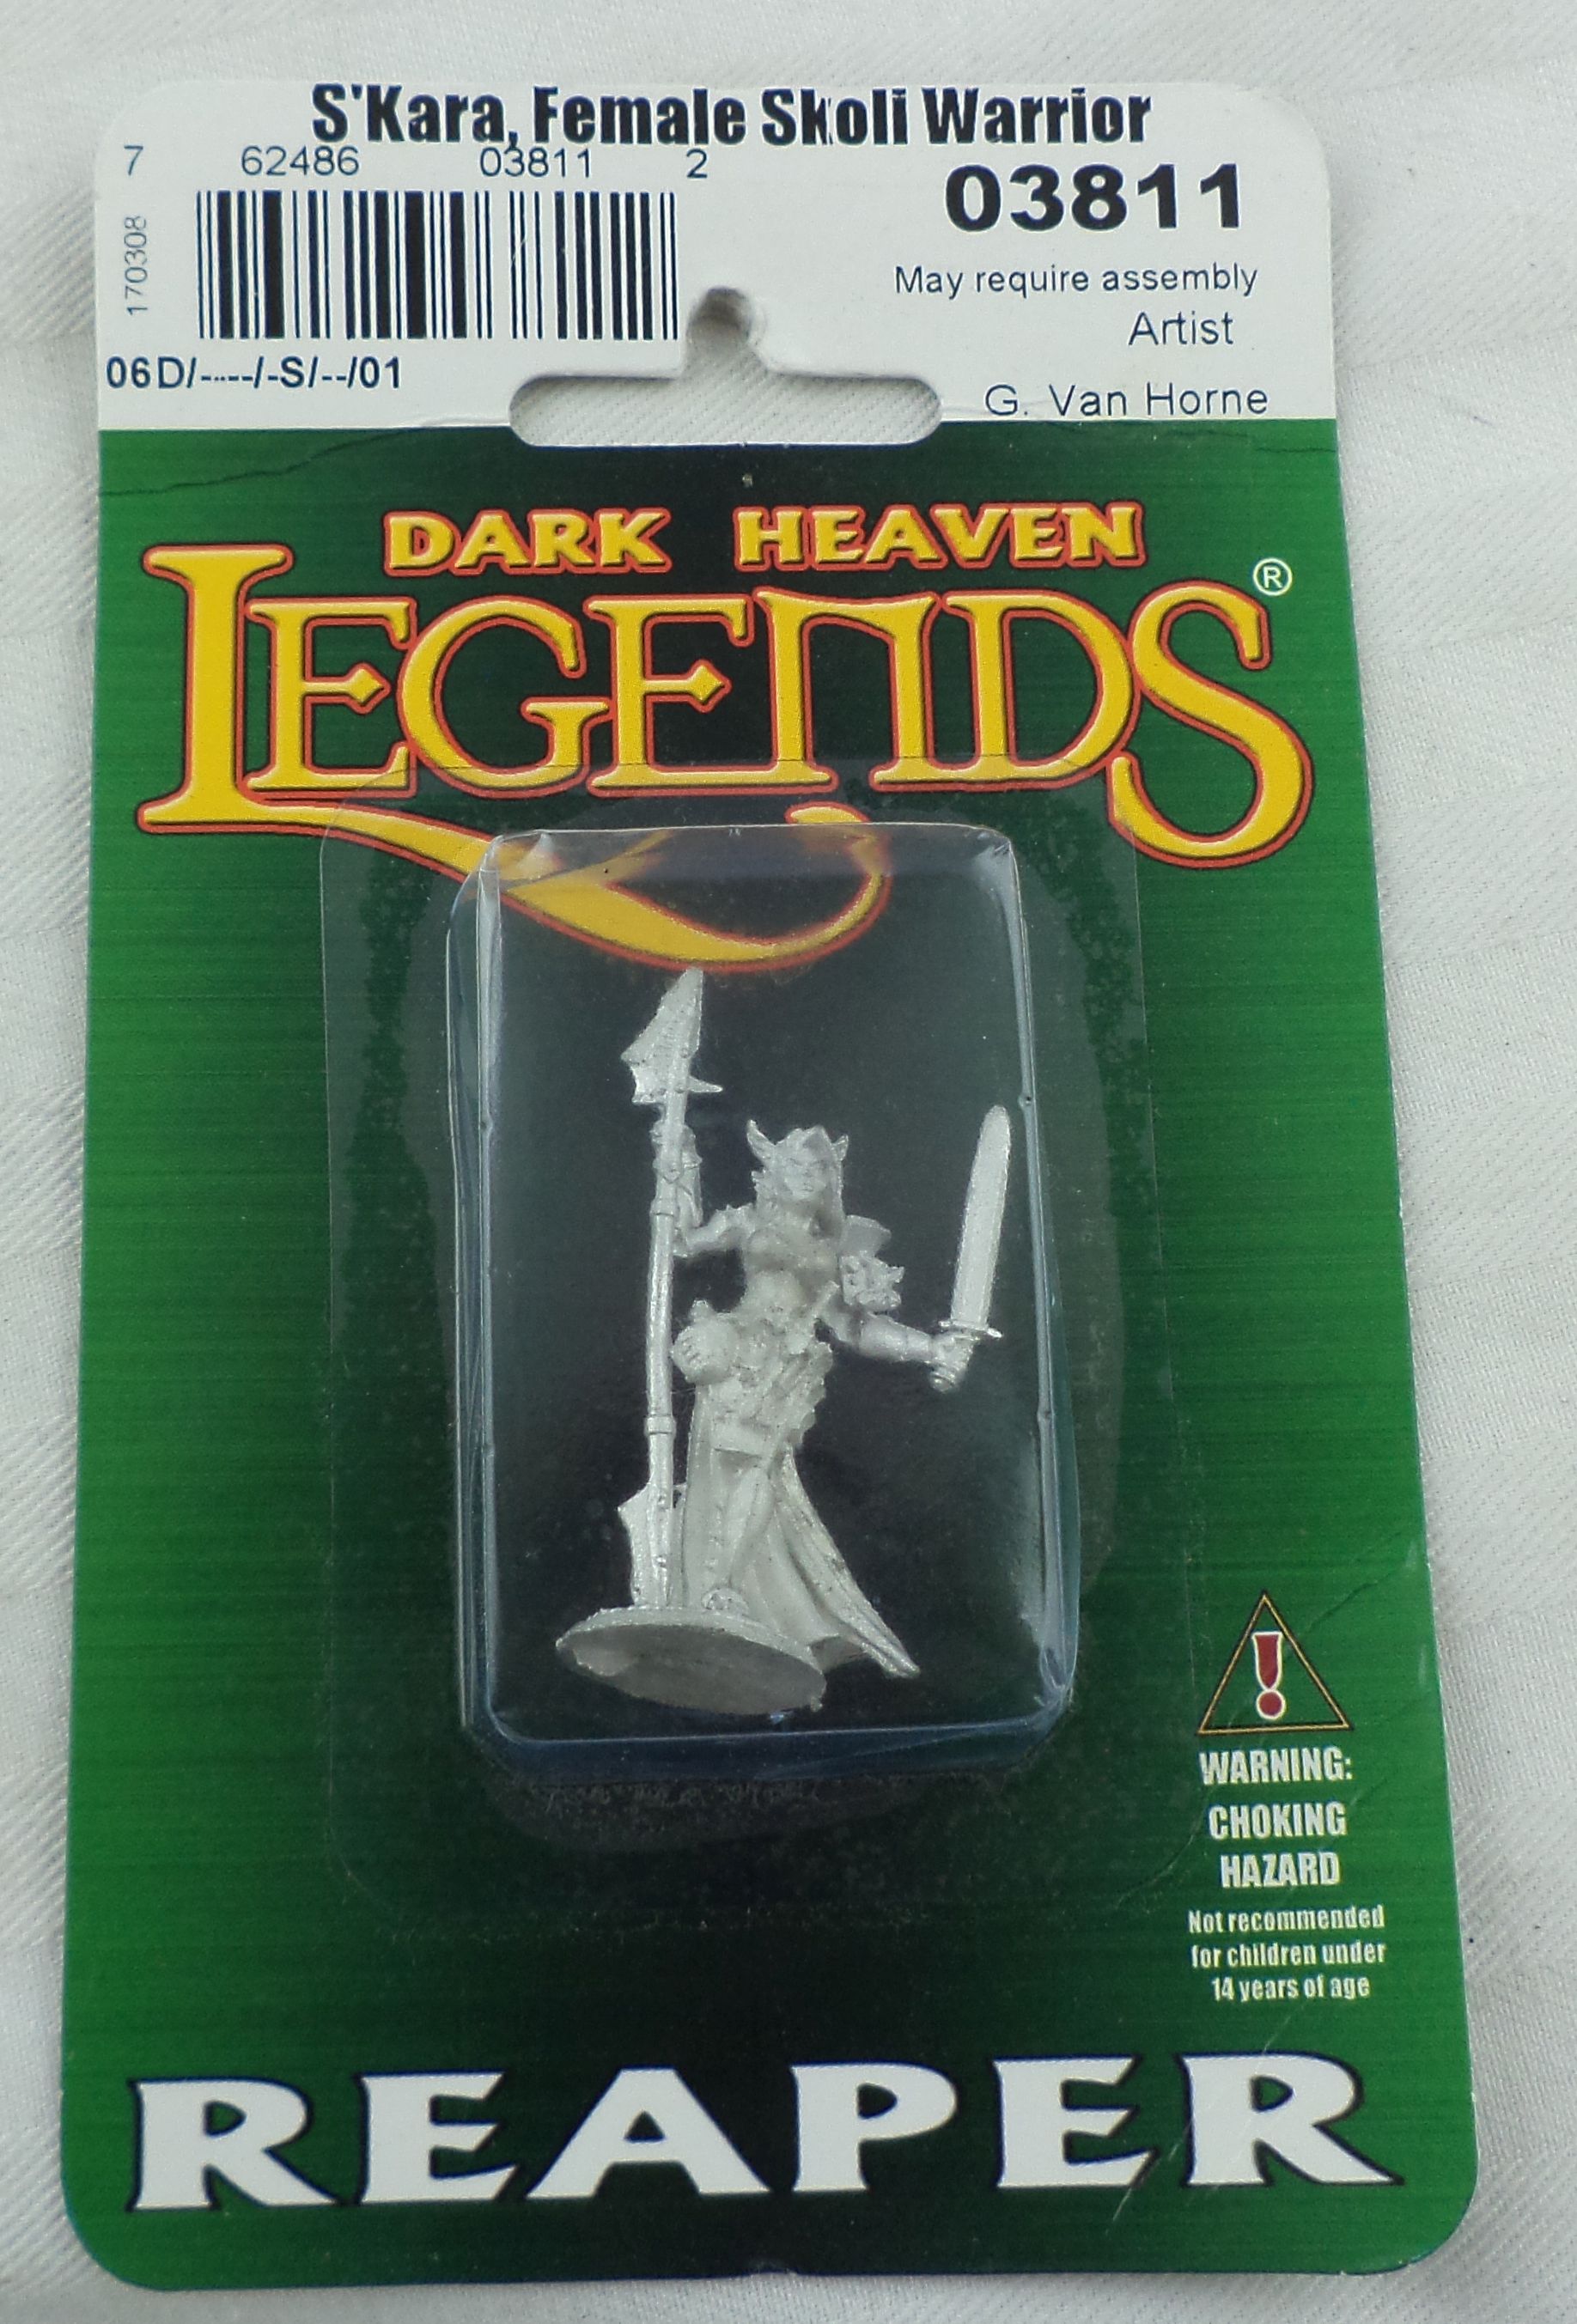 S'Kara, Female Skoli Warrior
7 62486 03811 2
03811
170308
May require assembly
Artist
06D/-----/-S/--/01
G. Van Horne
DARK HEAVEN
LEGENDS®
WARNING:
CHOKING
HAZARD
Not recommended
for children under
14 years of age
REAPER